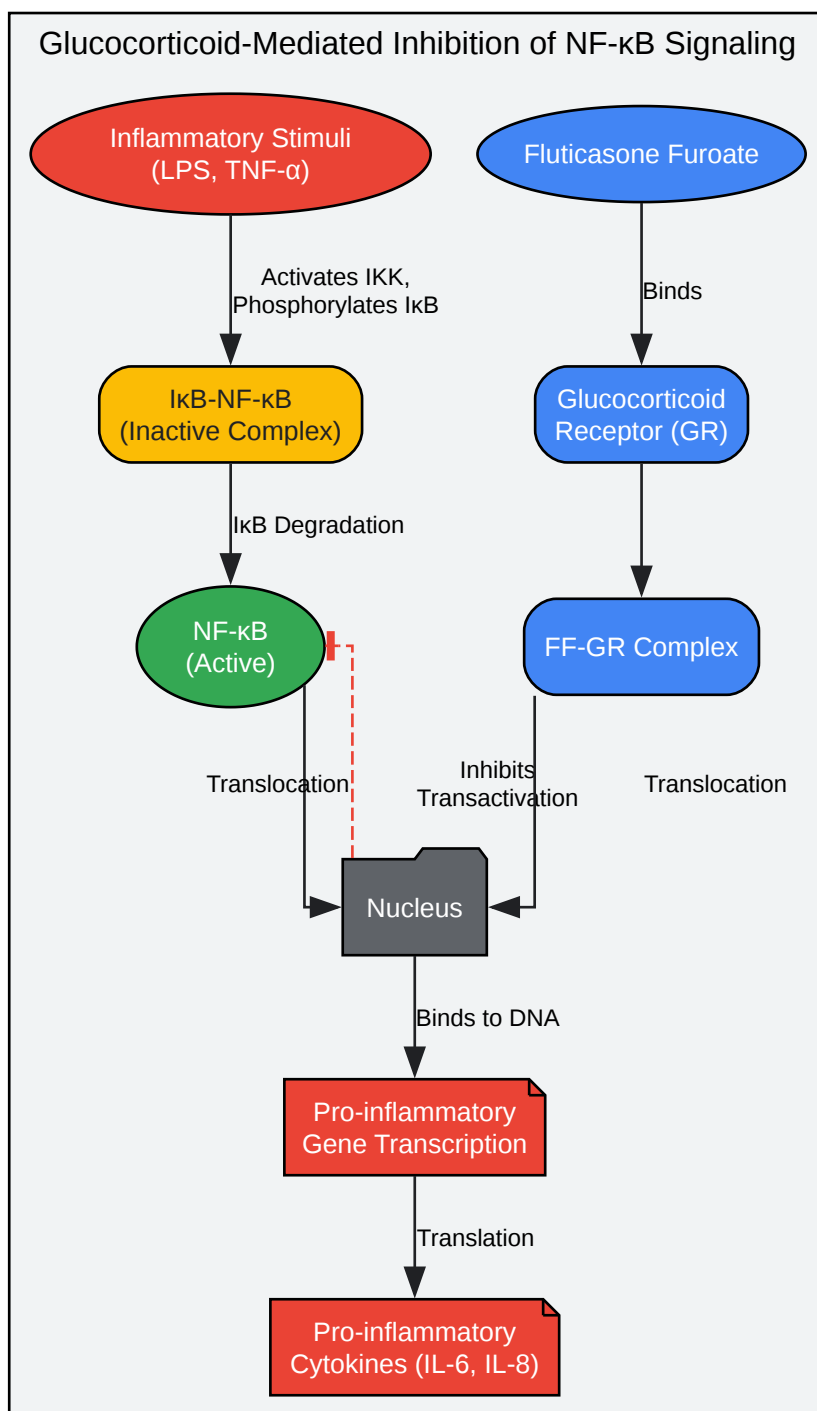 Glucocorticoid-Mediated Inhibition of NF-κB Signaling
Inflammatory Stimuli
(LPS, TNF-α)
Fluticasone Furoate
Activates IKK,
Phosphorylates IκB
Binds
IκB-NF-κB
(Inactive Complex)
Glucocorticoid
Receptor (GR)
IκB Degradation
NF-κB
(Active)
FF-GR Complex
Translocation
Inhibits
Transactivation
Translocation
Nucleus
Binds to DNA
Pro-inflammatory
Gene Transcription
Translation
Pro-inflammatory
Cytokines (IL-6, IL-8)